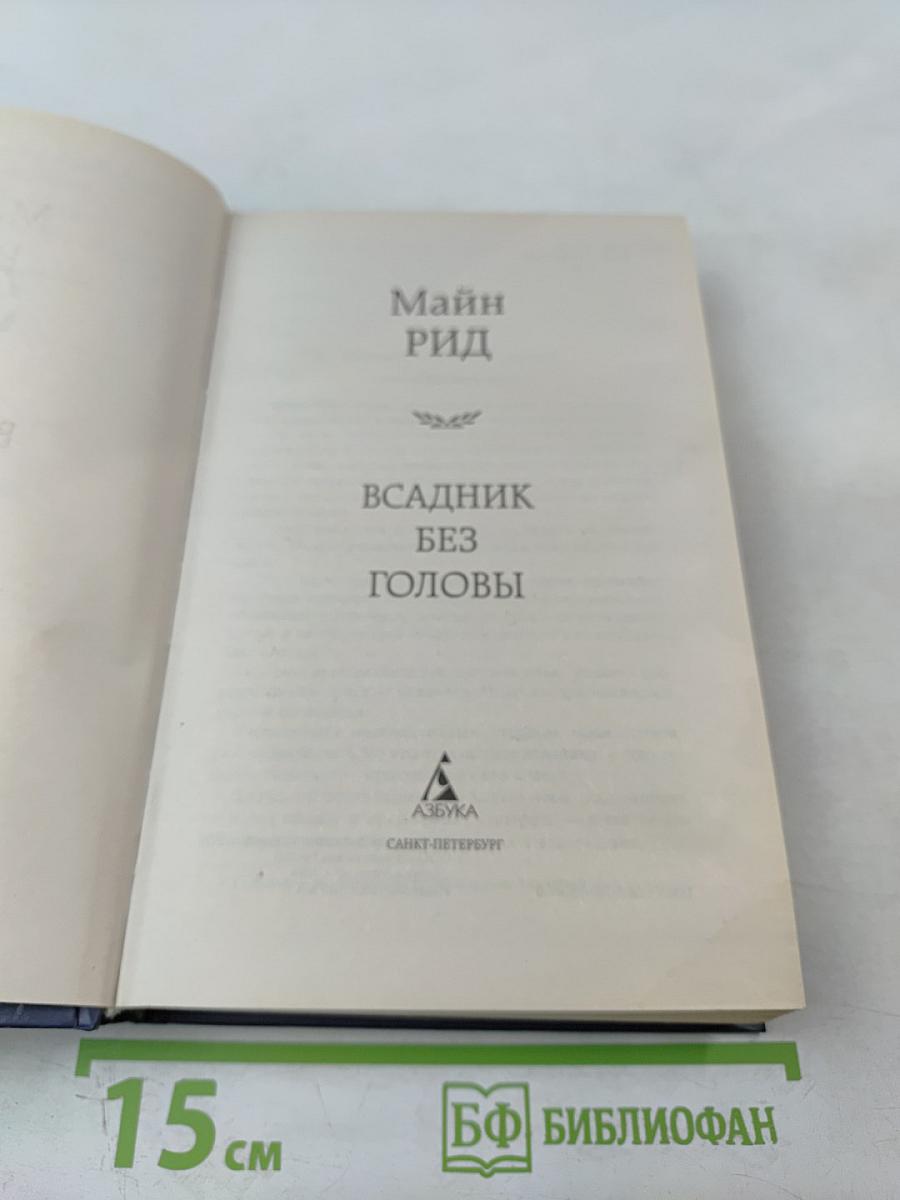 Майн
РИД
ВСАДНИК
БЕЗ
ГОЛОВЫ
АЗБУКА
САНКТ-ПЕТЕРБУРГ
15 см
БФ БИБЛИОФАН